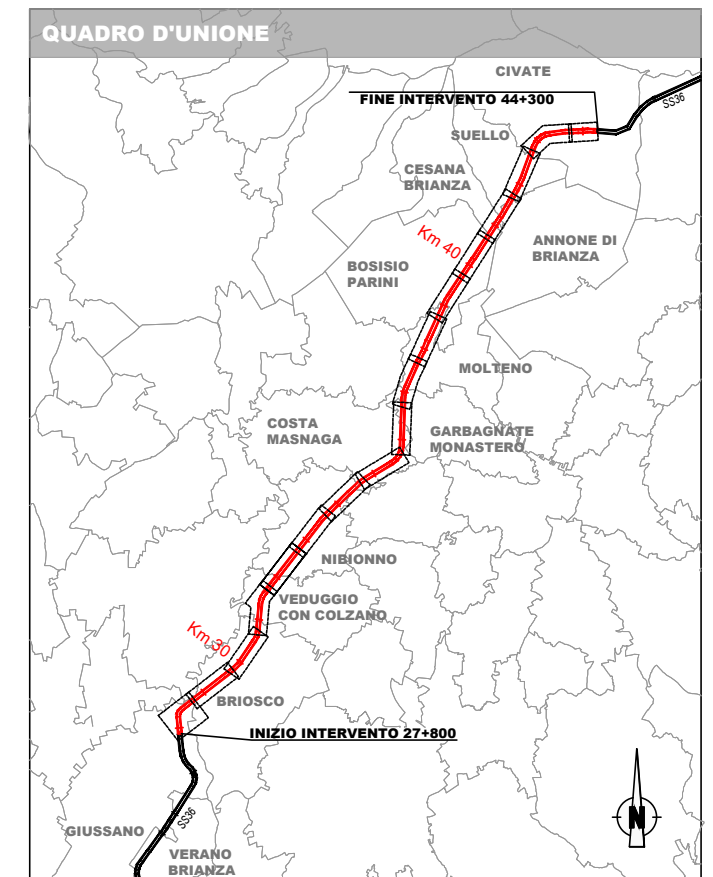 QUADRO D'UNIONE
CIVATE
FINE INTERVENTO 44+300
SS36
SUELLO
CESANA
BRIANZA
Km 40
ANNONE DI
BRIANZA
BOSISIO
PARINI
MOLTENO
COSTA
MASNAGA
GARBAGNATE
MONASTERO
NIBIONNO
VEDUGGIO
CON COLZANO
Km 30
BRIOSCO
INIZIO INTERVENTO 27+800
N
SS36
GIUSSANO
VERANO
BRIANZA